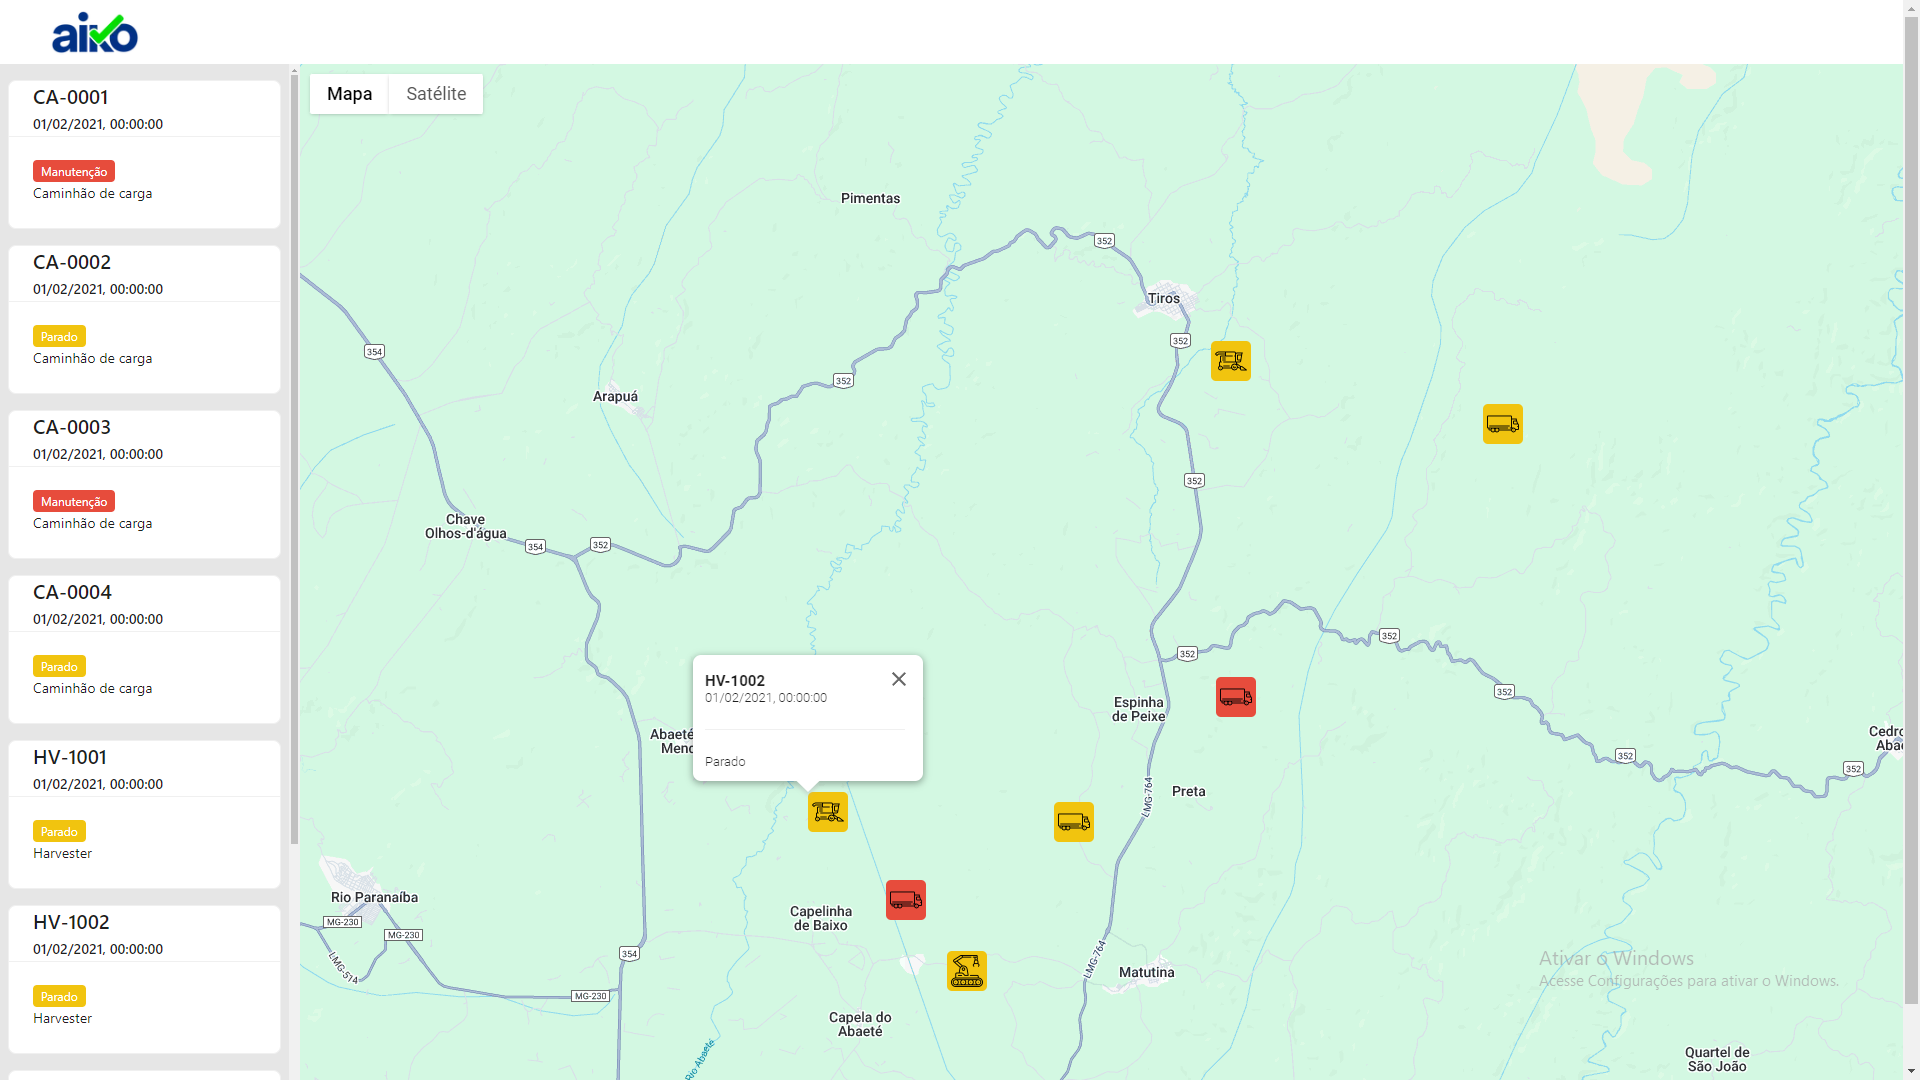 aiko
CA-0001
01/02/2021, 00:00:00
Manutenção
Caminhão de carga
CA-0002
01/02/2021, 00:00:00
Parado
Caminhão de carga
CA-0003
01/02/2021, 00:00:00
Manutenção
Caminhão de carga
CA-0004
01/02/2021, 00:00:00
Parado
Caminhão de carga
HV-1001
01/02/2021, 00:00:00
Parado
Harvester
HV-1002
01/02/2021, 00:00:00
Parado
Harvester
Mapa
Satélite
Pimentas
352
Tiros
352
354
352
Arapuá
352
Chave
Olhos-d'água
354
352
352
352
352
Espinha
de Peixe
Abaeté
HV-1002
01/02/2021, 00:00:00
Parado
Cedro
352
352
Preta
LMG-764
Rio Paranaíba
MG-230
MG-230
LMG-514
354
MG-230
Capelinha
de Baixo
LMG-764
Matutina
Capela do
Abaeté
Rio Abaeté
Ativar o Windows
Acesse Configurações para ativar o Windows.
Quartel de
São João